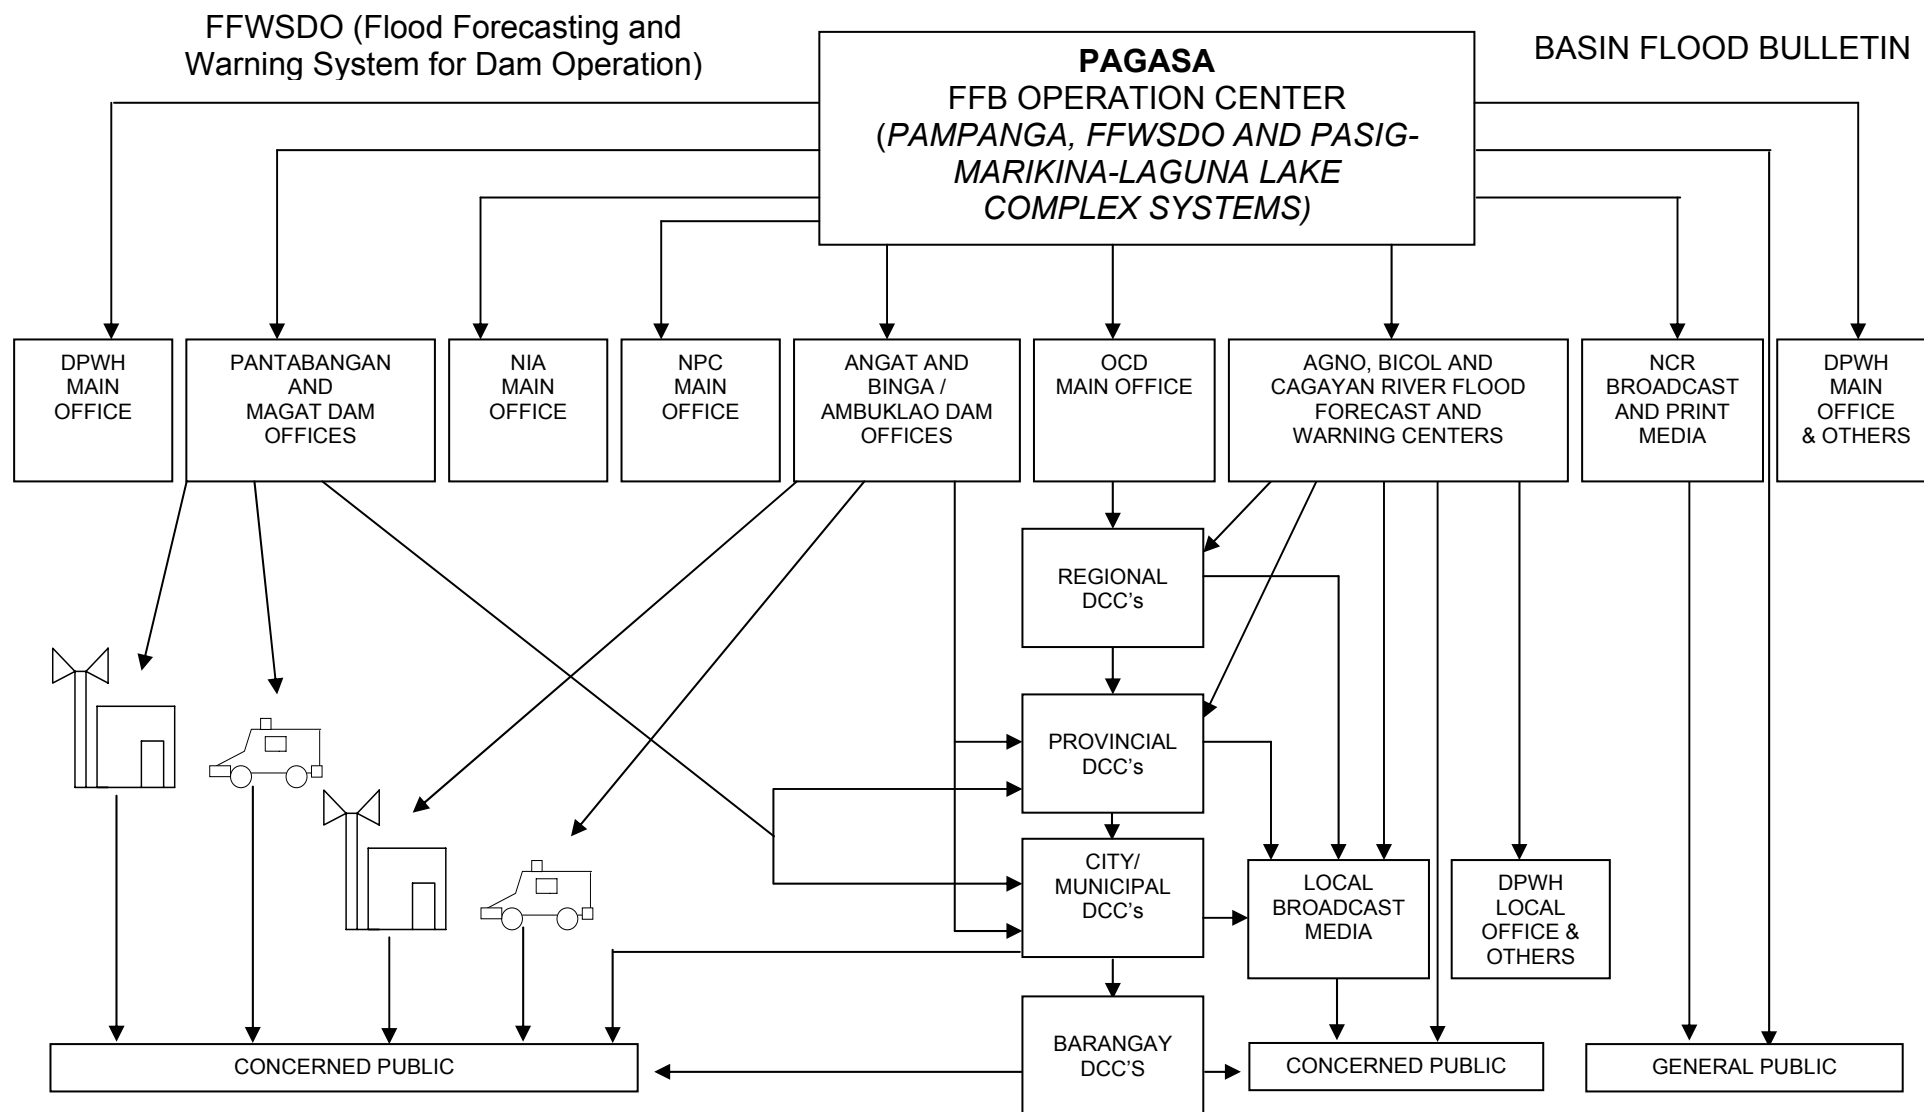 FFWSDO (Flood Forecasting and
Warning System for Dam Operation)
PAGASA
FFB OPERATION CENTER
(PAMPANGA, FFWSDO AND PASIG-
MARIKINA-LAGUNA LAKE
COMPLEX SYSTEMS)
BASIN FLOOD BULLETIN
DPWH
MAIN
OFFICE
PANTABANGAN
AND
MAGAT DAM
OFFICES
NIA
MAIN
OFFICE
NPC
MAIN
OFFICE
ANGAT AND
BINGA /
AMBUKLAO DAM
OFFICES
OCD
MAIN OFFICE
AGNO, BICOL AND
CAGAYAN RIVER FLOOD
FORECAST AND
WARNING CENTERS
NCR
BROADCAST
AND PRINT
MEDIA
DPWH
MAIN
OFFICE
& OTHERS
REGIONAL
DCC's
PROVINCIAL
DCC's
CITY/
MUNICIPAL
DCC's
LOCAL
BROADCAST
MEDIA
DPWH
LOCAL
OFFICE &
OTHERS
CONCERNED PUBLIC
BARANGAY
DCC'S
CONCERNED PUBLIC
GENERAL PUBLIC